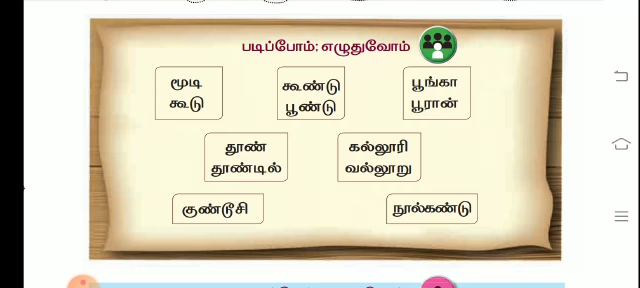 படிப்போம்: எழுதுவோம்
மூடி
கூடு
கூண்டு
பூண்டு
பூங்கா
பூரான்
தூண்
தூண்டில்
கல்லூரி
வல்லூறு
குண்டூசி
நூல்கண்டு